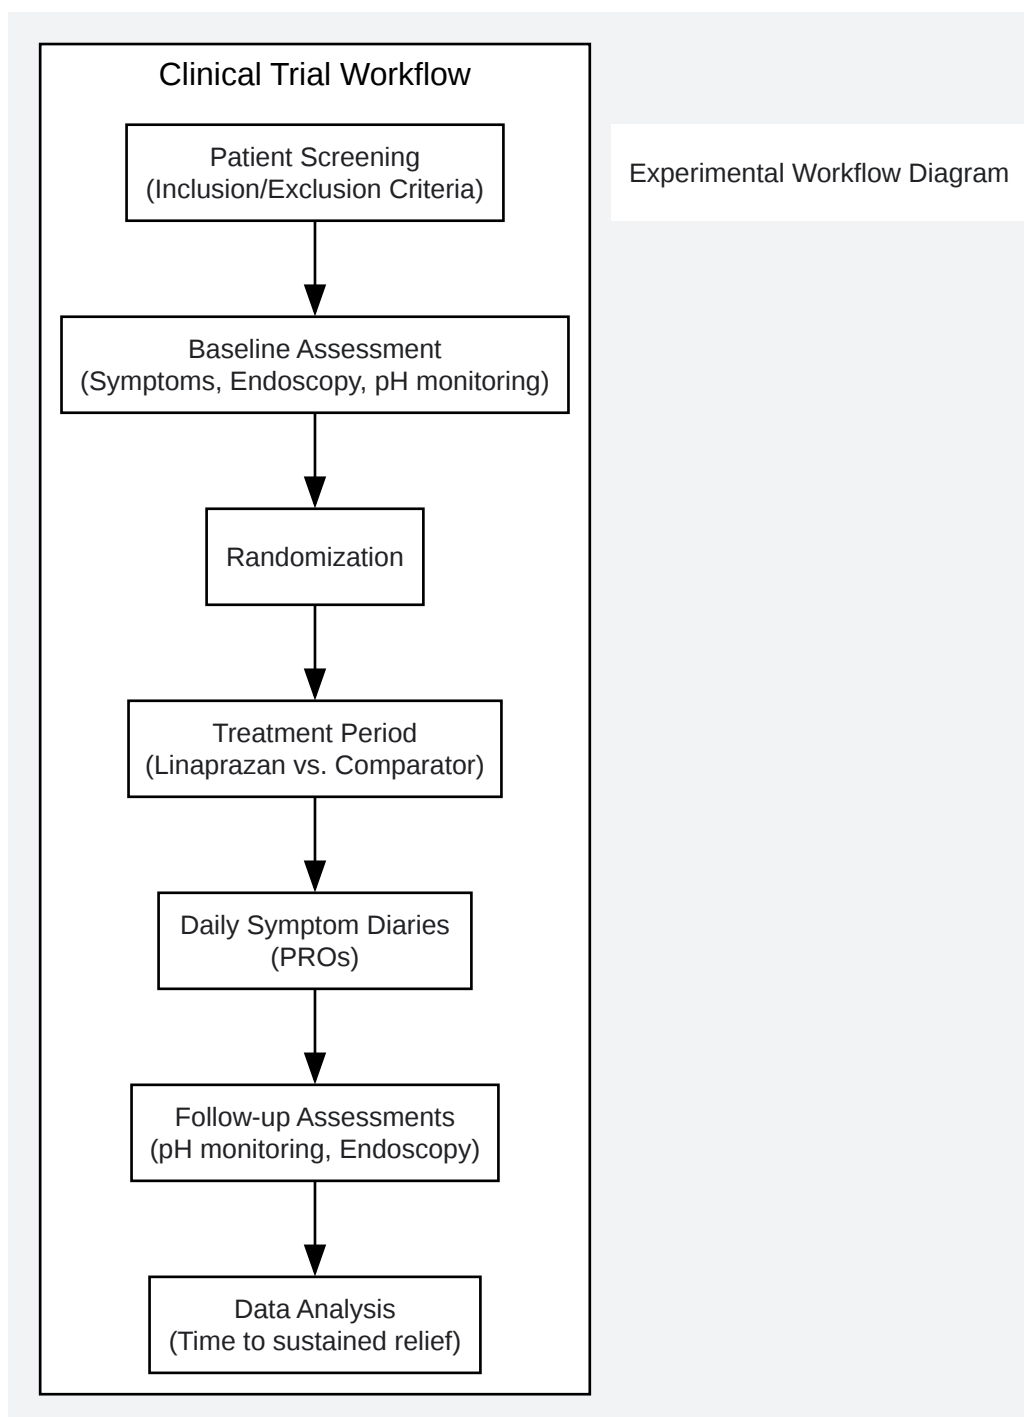 Clinical Trial Workflow
Patient Screening
(Inclusion/Exclusion Criteria)
Experimental Workflow Diagram
Baseline Assessment
(Symptoms, Endoscopy, pH monitoring)
Randomization
Treatment Period
(Linaprazan vs. Comparator)
Daily Symptom Diaries
(PROs)
Follow-up Assessments
(pH monitoring, Endoscopy)
Data Analysis
(Time to sustained relief)